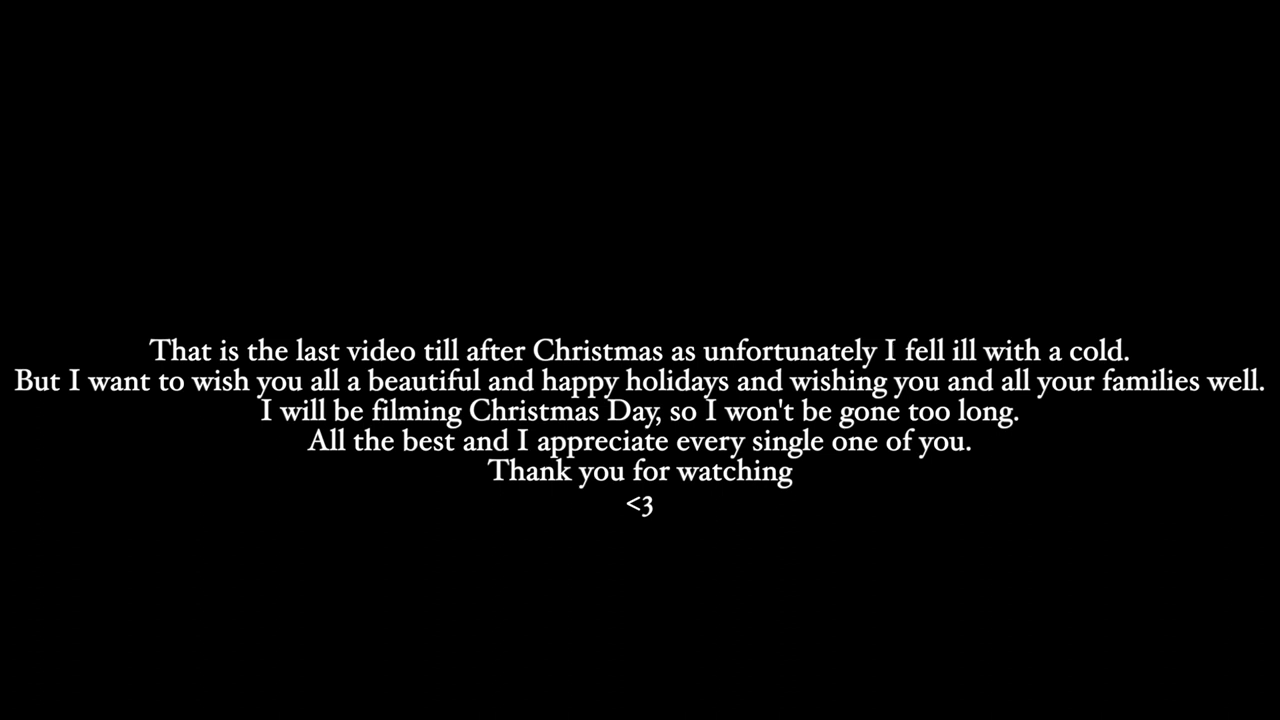 That is the last video till after Christmas as unfortunately I fell ill with a cold.
But I want to wish you all a beautiful and happy holidays and wishing you and all your families well.
I will be filming Christmas Day, so I won't be gone too long.
All the best and I appreciate every single one of you.
Thank you for watching
<3